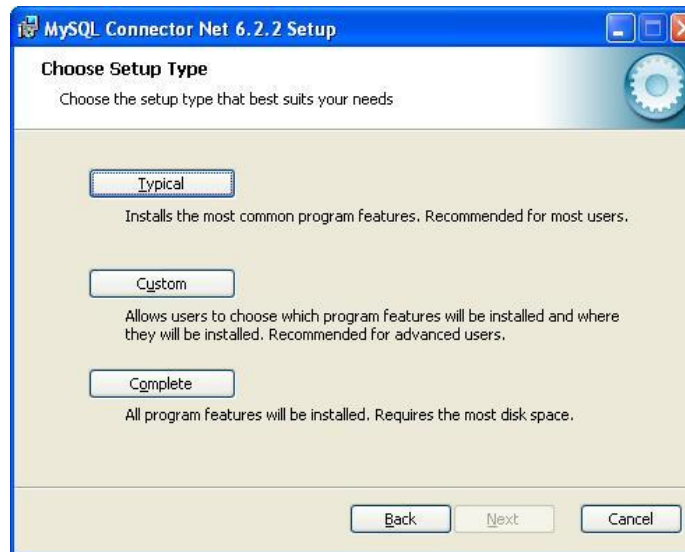 MySQL Connector Net 6.2.2 Setup
Choose Setup Type
Choose the setup type that best suits your needs
Typical
Installs the most common program features. Recommended for most users.
Custom
Allows users to choose which program features will be installed and where
they will be installed. Recommended for advanced users.
Complete
All program features will be installed. Requires the most disk space.
Back Next Cancel